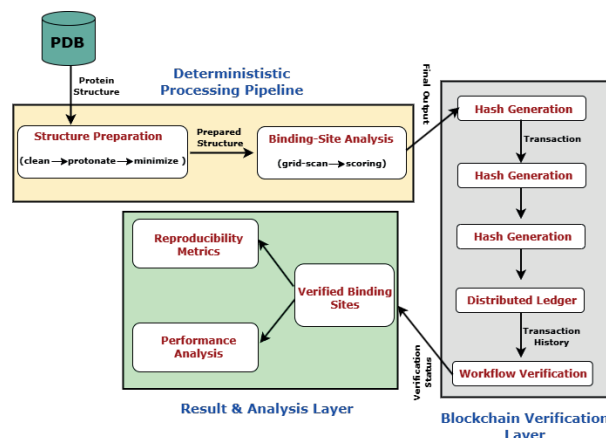 PDB
Protein
Structure
Determinististic
Processing Pipeline
Structure Preparation
(clean→protonate→minimize )
Prepared
Structure
Binding-Site Analysis
(grid-scan→scoring)
Final Output
Hash Generation
Transaction
Hash Generation
Hash Generation
Distributed Ledger
Transaction
History
Workflow Verification
Blockchain Verification
Layer
Verification
Status
Verified Binding
Sites
Reproducibility
Metrics
Performance
Analysis
Result & Analysis Layer